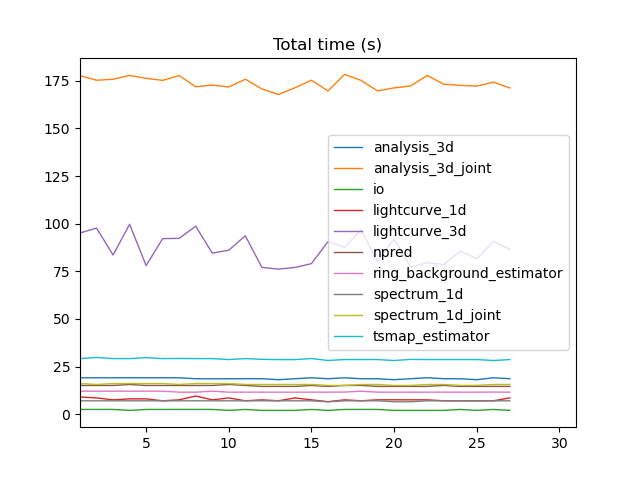 Total time (s)
175
150
125
100
75
50
25
0
analysis_3d
analysis_3d_joint
io
lightcurve_1d
lightcurve_3d
npred
ring_background_estimator
spectrum_1d
spectrum_1d_joint
tsmap_estimator
5 10 15 20 25 30